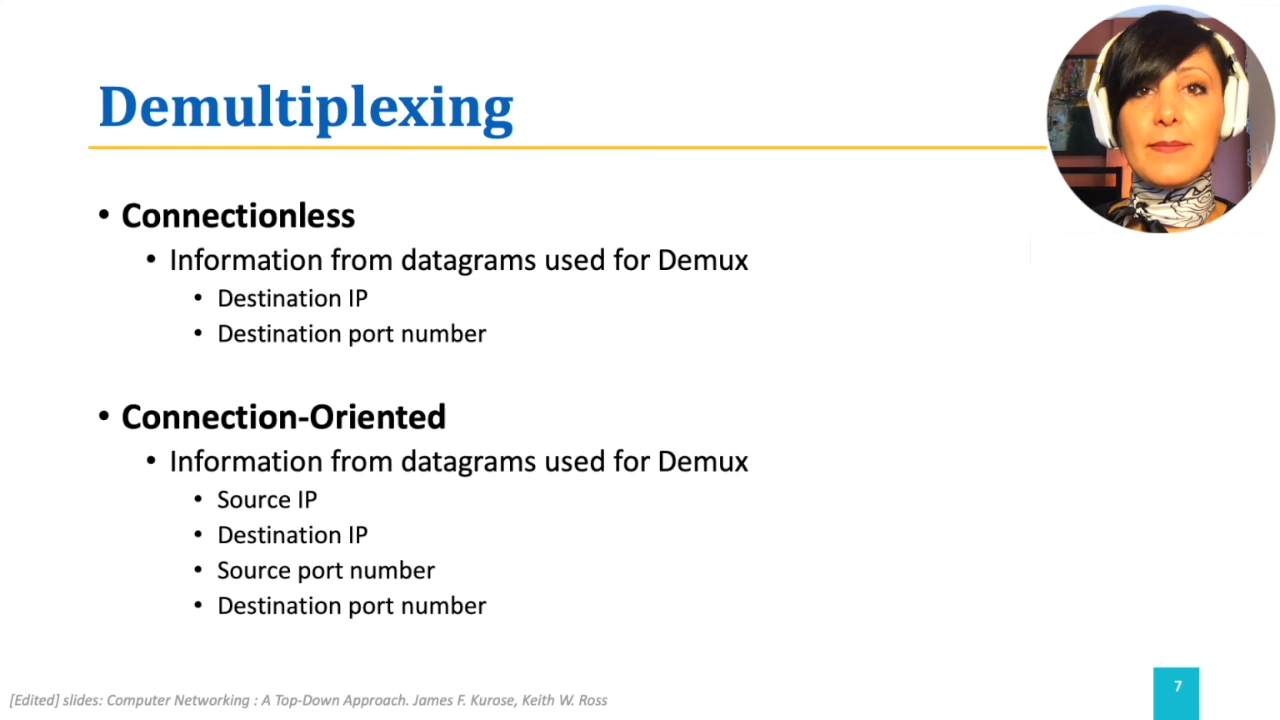 Demultiplexing
• Connectionless
• Information from datagrams used for Demux
• Destination IP
• Destination port number
• Connection-Oriented
• Information from datagrams used for Demux
• Source IP
• Destination IP
• Source port number
• Destination port number
[Edited] slides: Computer Networking : A Top-Down Approach. James F. Kurose, Keith W. Ross
7